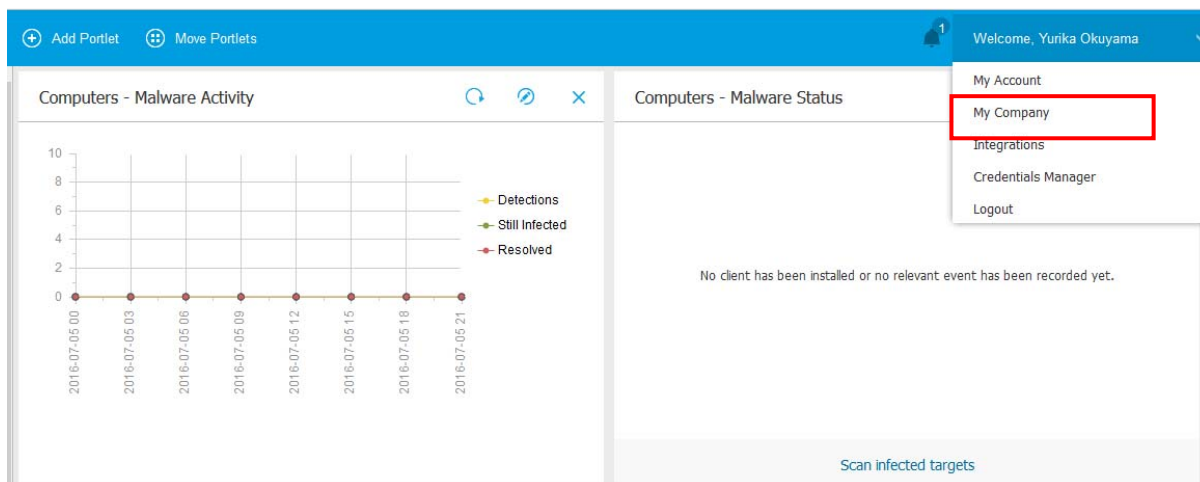 Add Portlet
Move Portlets
1
Welcome, Yurika Okuyama
My Account
My Company
Integrations
Credentials Manager
Logout
Computers - Malware Activity
10
8
6
4
2
0
2016-07-05 00
2016-07-05 03
2016-07-05 06
2016-07-05 09
2016-07-05 12
2016-07-05 15
2016-07-05 18
2016-07-05 21
Detections
Still Infected
Resolved
Computers - Malware Status
No client has been installed or no relevant event has been recorded yet.
Scan infected targets